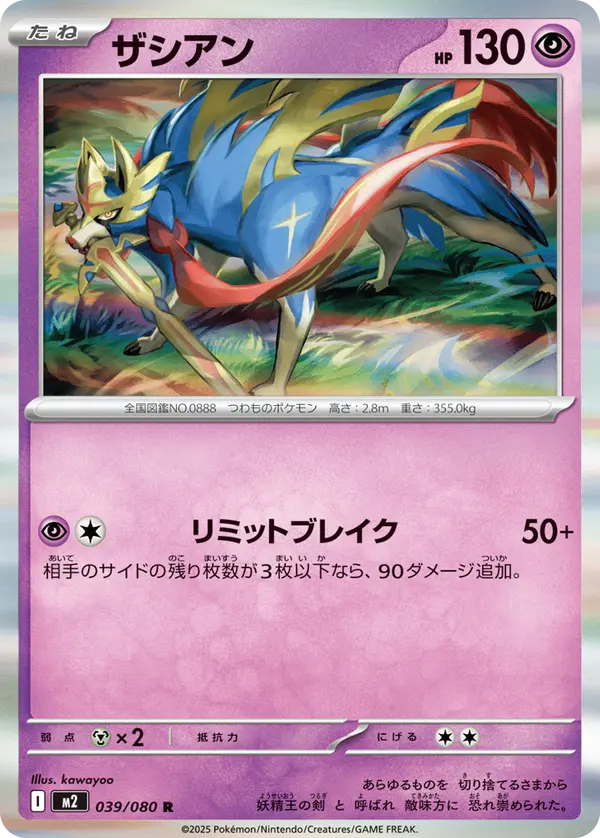 たね ザシアン HP 130
全国図鑑NO.0888 つわものポケモン 高さ:2.8m 重さ:355.0kg
リミットブレイク 50+
相手のサイドの残り枚数が3枚以下なら、90ダメージ追加。
弱点 ×2 抵抗力 にげる
Illus. kawayoo
あらゆるものを 切り捨てるさまから
妖精王の剣 と 呼ばれ 敵味方に 恐れ崇められた。
I m2 039/080 R
©2025 Pokémon/Nintendo/Creatures/GAME FREAK.